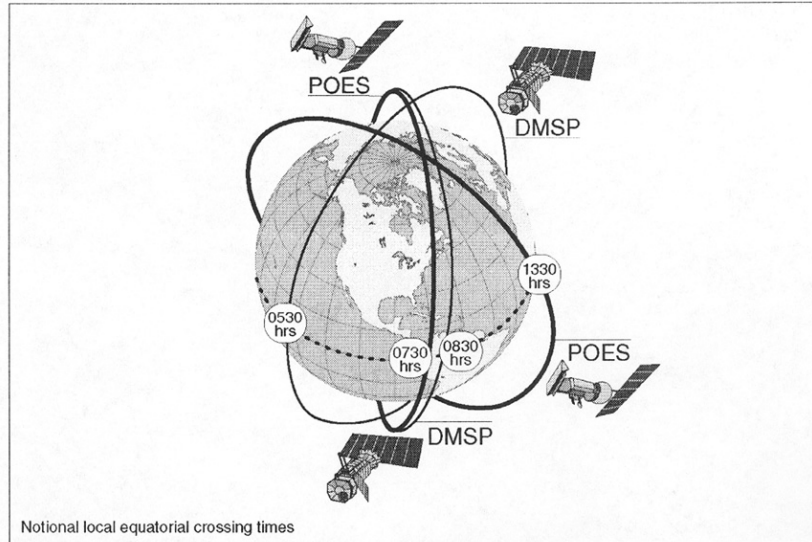 POES
DMSP
1330
hrs
0530
hrs
0730
hrs
0830
hrs
POES
DMSP
Notional local equatorial crossing times